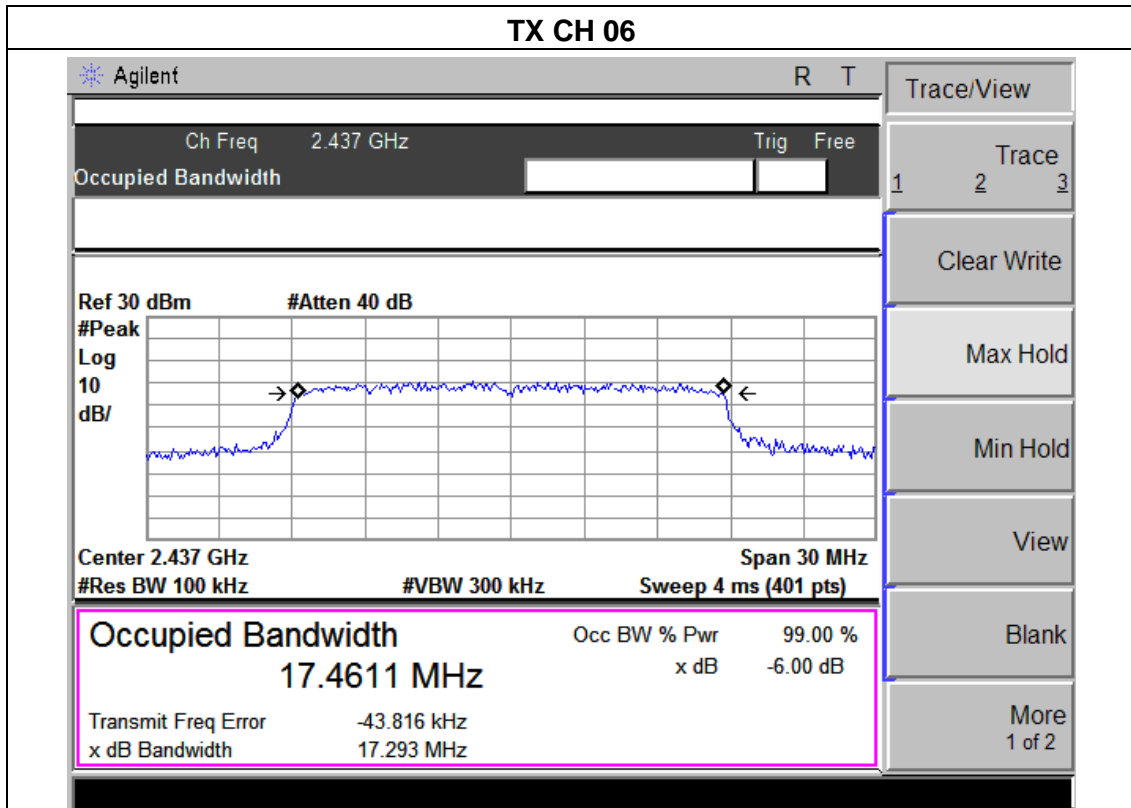 TX CH 06
Agilent R T
Ch Freq 2.437 GHz Trig Free
Occupied Bandwidth
Ref 30 dBm #Atten 40 dB
#Peak
Log
10
dB/
Center 2.437 GHz Span 30 MHz
#Res BW 100 kHz #VBW 300 kHz Sweep 4 ms (401 pts)
Occupied Bandwidth Occ BW % Pwr 99.00 %
17.4611 MHz x dB -6.00 dB
Transmit Freq Error -43.816 kHz
x dB Bandwidth 17.293 MHz
Trace/View
Trace
1 2 3
Clear Write
Max Hold
Min Hold
View
Blank
More
1 of 2